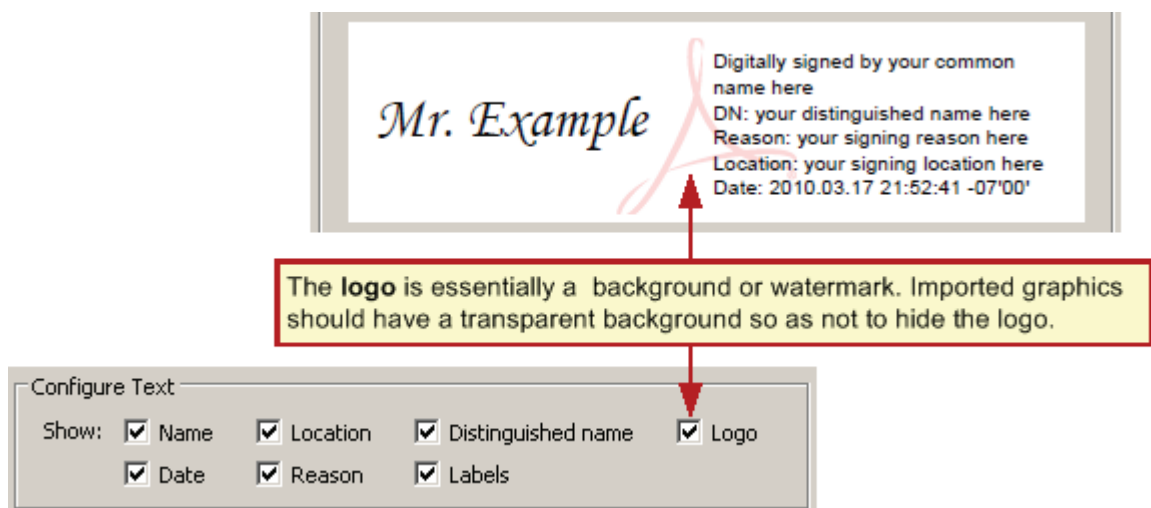 Mr. Example
Digitally signed by your common
name here
DN: your distinguished name here
Reason: your signing reason here
Location: your signing location here
Date: 2010.03.17 21:52:41 -07'00'
The logo is essentially a background or watermark. Imported graphics
should have a transparent background so as not to hide the logo.
Configure Text
Show: Name Location Distinguished name Logo
Date Reason Labels